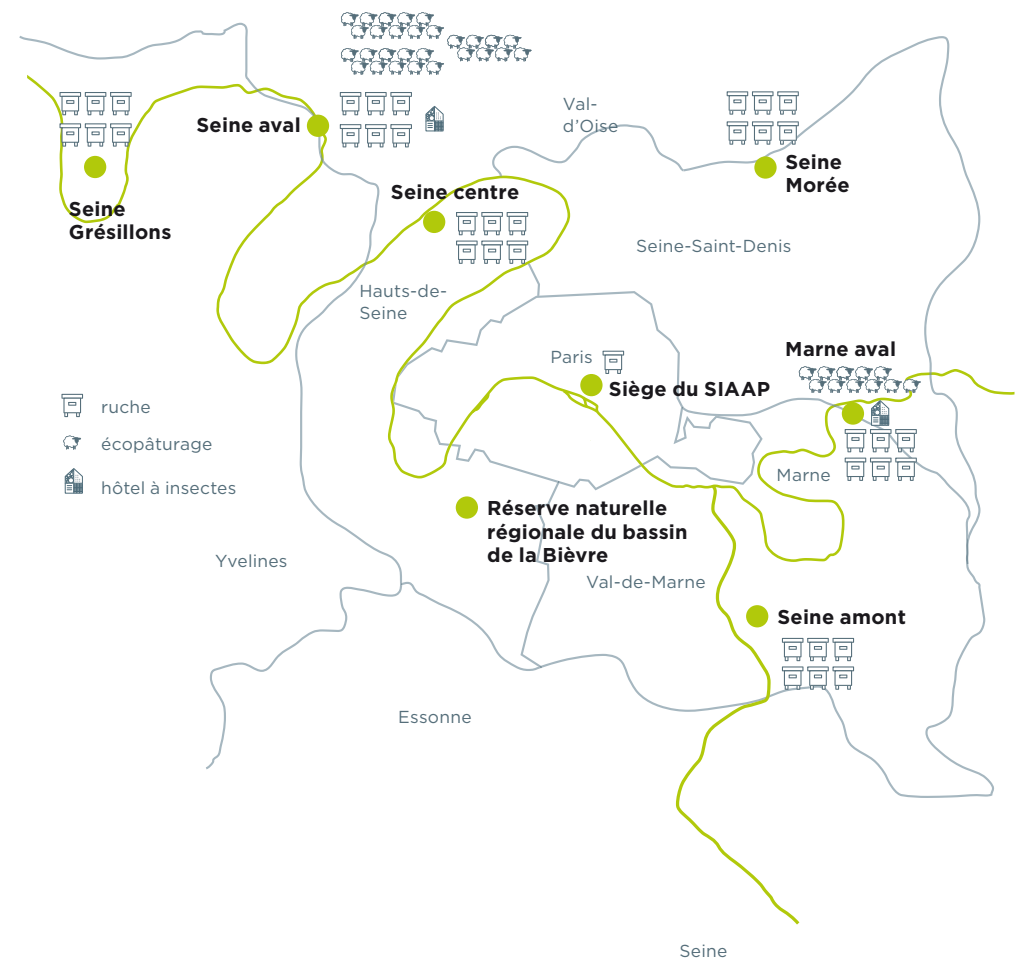 Val-
d'Oise
Seine aval
Seine
Morée
Seine centre
Seine
Grésillons
Seine-Saint-Denis
Hauts-de-
Seine
Marne aval
Paris
Siège du SIAAP
ruche
écopâturage
hôtel à insectes
Marne
Réserve naturelle
régionale du bassin
de la Bièvre
Yvelines
Val-de-Marne
Seine amont
Essonne
Seine